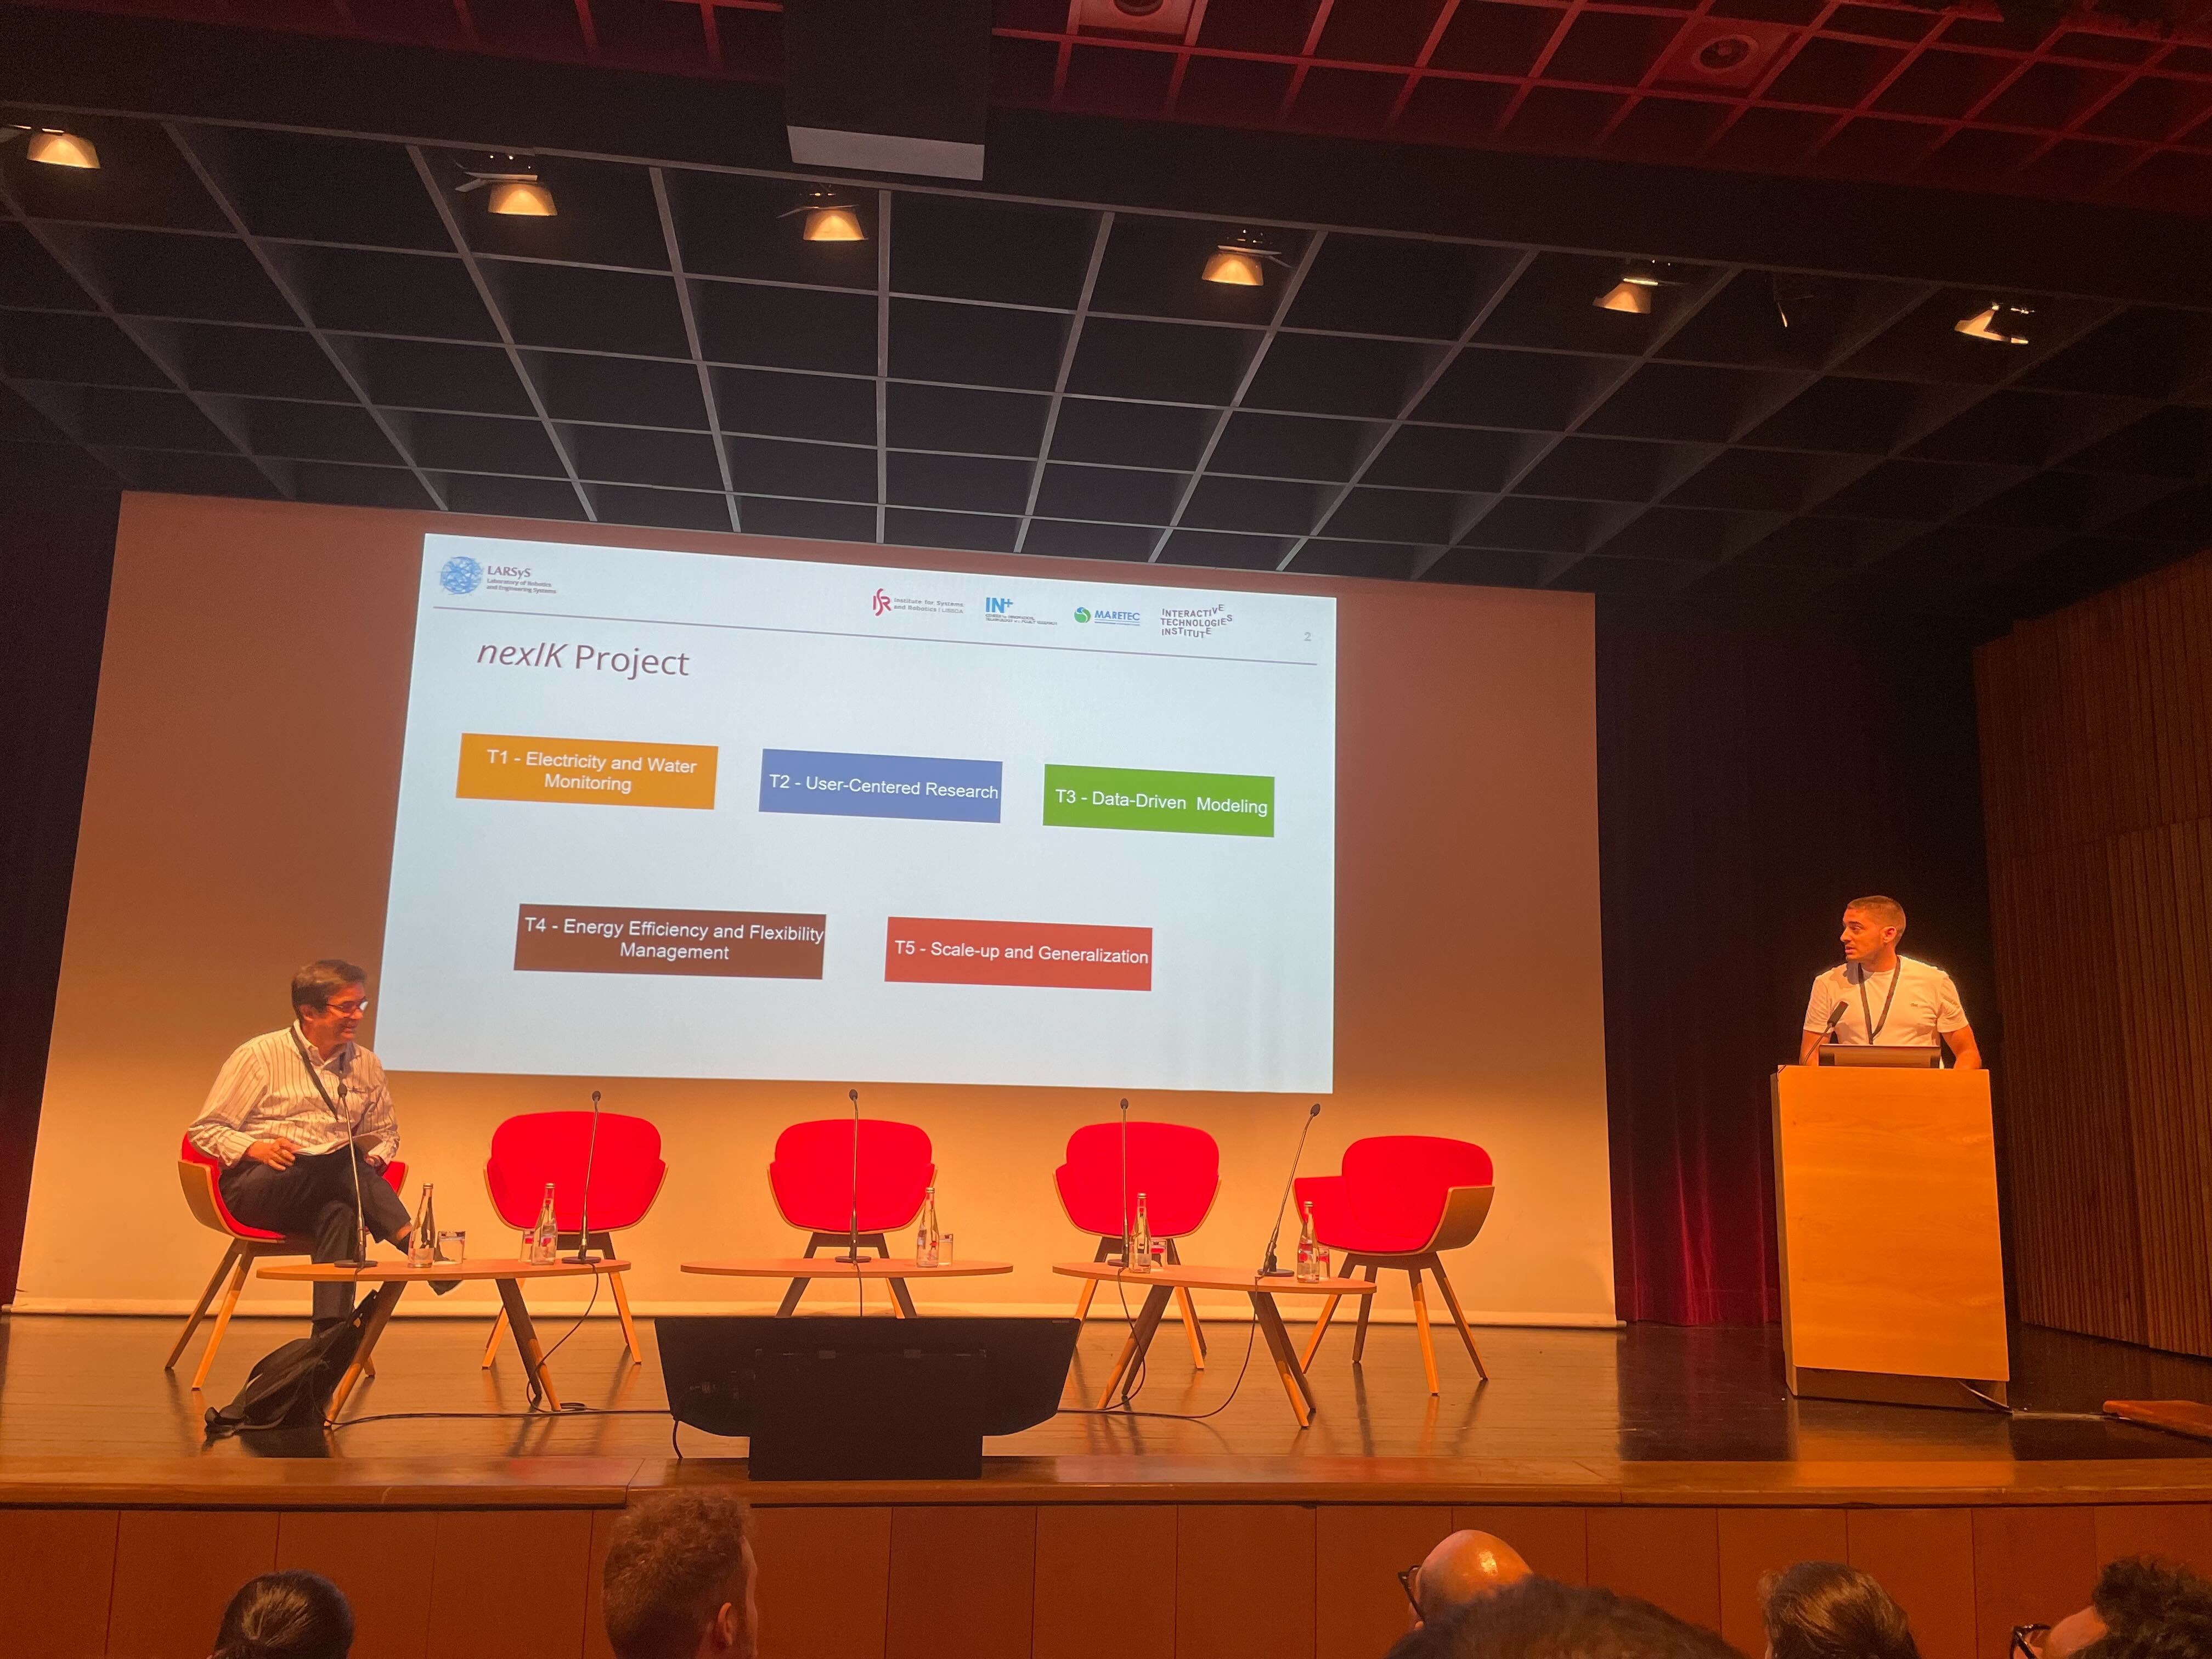 LARSyS
Laboratory of Robotics
and Engineering Systems
ISR
Institute for Systems
and Robotics | LISBOA
IN+
MARETEC
INTERACTIVE
TECHNOLOGIES
INSTITUTE
2
nexIK Project
T1 - Electricity and Water
Monitoring
T2 - User-Centered Research
T3 - Data-Driven Modeling
T4 - Energy Efficiency and Flexibility
Management
T5 - Scale-up and Generalization